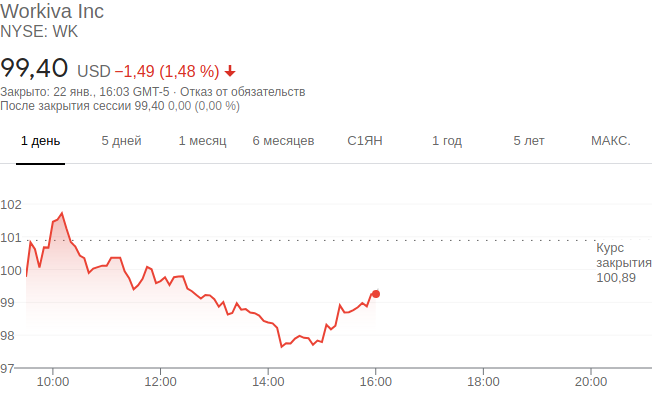 Workiva Inc
NYSE: WK
99,40 USD −1,49 (1,48 %)
Закрыто: 22 янв., 16:03 GMT-5 · Отказ от обязательств
После закрытия сессии 99,40 0,00 (0,00 %)
1 день 5 дней 1 месяц 6 месяцев С1ЯН 1 год 5 лет МАКС.
102
101
Курс
закрытия
100,89
100
99
98
97
10:00 12:00 14:00 16:00 18:00 20:00